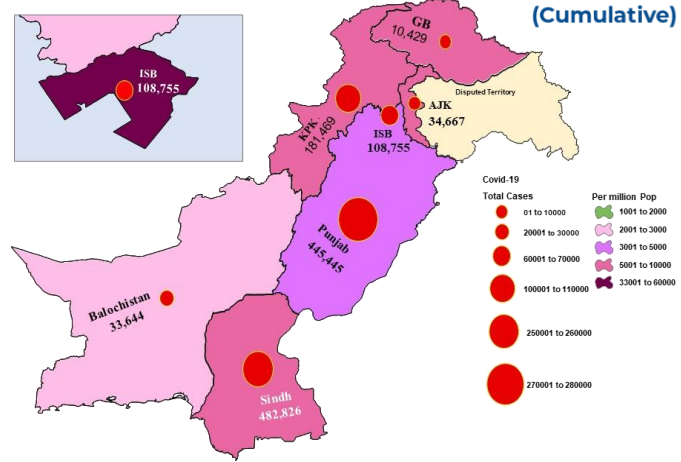 (Cumulative)
GB
10,429
ISB
108,755
Disputed Territory
AJK
34,667
KPK
181,469
ISB
108,755
Punjab
445,445
Balochistan
33,644
Sindh
482,826
Covid-19
Total Cases
01 to 10000
20001 to 30000
60001 to 70000
100001 to 110000
250001 to 260000
270001 to 280000
Per million Pop
1001 to 2000
2001 to 3000
3001 to 5000
5001 to 10000
33001 to 60000